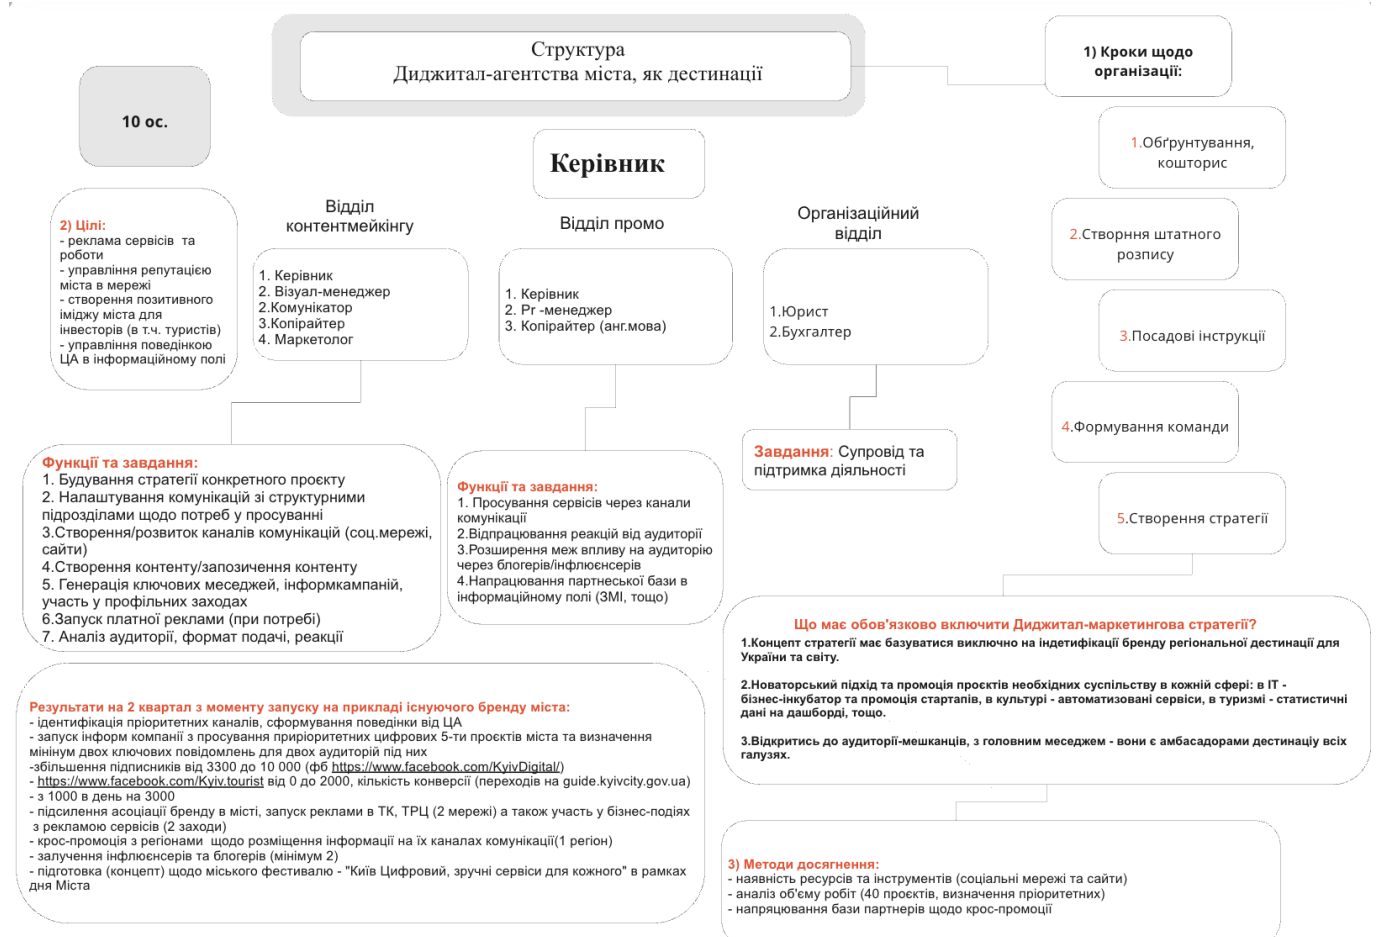 Структура
Диджитал-агентства міста, як дестинації
1) Кроки щодо
організації:
10 ос.
Керівник
1.Обґрунтування,
кошторис
2.Створння штатного
розпису
3.Посадові інструкції
4.Формування команди
5.Створення стратегії
2) Цілі:
- реклама сервісів та
роботи
- управління репутацією
міста в мережі
- створення позитивного
іміджу міста для
інвесторів (в т.ч. туристів)
- управління поведінкою
ЦА в інформаційному полі
Відділ
контентмейкінгу
1. Керівник
2. Візуал-менеджер
2.Комунікатор
3.Копірайтер
4. Маркетолог
Відділ промо
1. Керівник
2. Pr -менеджер
3. Копірайтер (анг.мова)
Організаційний
відділ
1.Юрист
2.Бухгалтер
Функції та завдання:
1. Будування стратегії конкретного проєкту
2. Налаштування комунікацій зі структурними
підрозділами щодо потреб у просуванні
3.Створення/розвиток каналів комунікацій (соц.мережі,
сайти)
4.Створення контенту/запозичення контенту
5. Генерація ключових меседжей, інформкампаній,
участь у профільних заходах
6.Запуск платної реклами (при потребі)
7. Аналіз аудиторії, формат подачі, реакції
Функції та завдання:
1. Просування сервісів через канали
комунікації
2.Відпрацювання реакцій від аудиторії
3.Розширення меж впливу на аудиторію
через блогерів/інфлюєнсерів
4.Напрацювання партнеської бази в
інформаційному полі (ЗМІ, тощо)
Завдання: Супровід та
підтримка діяльності
Що має обов'язково включити Диджитал-маркетингова стратегії?
1.Концепт стратегії має базуватися виключно на індетифікації бренду регіональної дестинації для
України та світу.
2.Новаторський підхід та промоція проєктів необхідних суспільству в кожній сфері: в ІТ -
бізнес-інкубатор та промоція стартапів, в культурі - автоматизовані сервіси, в туризмі - статистичні
дані на дашборді, тощо.
3.Відкритись до аудиторії-мешканців, з головним меседжем - вони є амбасадорами дестинаціу всіх
галузях.
Результати на 2 квартал з моменту запуску на прикладі існуючого бренду міста:
- ідентифікація пріоритетних каналів, сформування поведінки від ЦА
- запуск інформ компанії з просування приріоритетних цифрових 5-ти проєктів міста та визначення
мінімум двох ключових повідомлень для двох аудиторій під них
-збільшення підписників від 3300 до 10 000 (фб https://www.facebook.com/KyivDigital/)
- https://www.facebook.com/Kyiv.tourist від 0 до 2000, кількість конверсії (переходів на guide.kyivcity.gov.ua)
- з 1000 в день на 3000
- підсилення асоціації бренду в місті, запуск реклами в ТК, ТРЦ (2 мережі) а також участь у бізнес-подіях
з рекламою сервісів (2 заходи)
- крос-промоція з регіонами щодо розміщення інформації на їх каналах комунікації(1 регіон)
- залучення інфлюєнсерів та блогерів (мінімум 2)
- підготовка (концепт) щодо міського фестивалю - "Київ Цифровий, зручні сервіси для кожного" в рамках
дня Міста
3) Методи досягнення:
- наявність ресурсів та інструментів (соціальні мережі та сайти)
- аналіз об'єму робіт (40 проєктів, визначення пріоритетних)
- напряцювання бази партнерів щодо крос-промоції